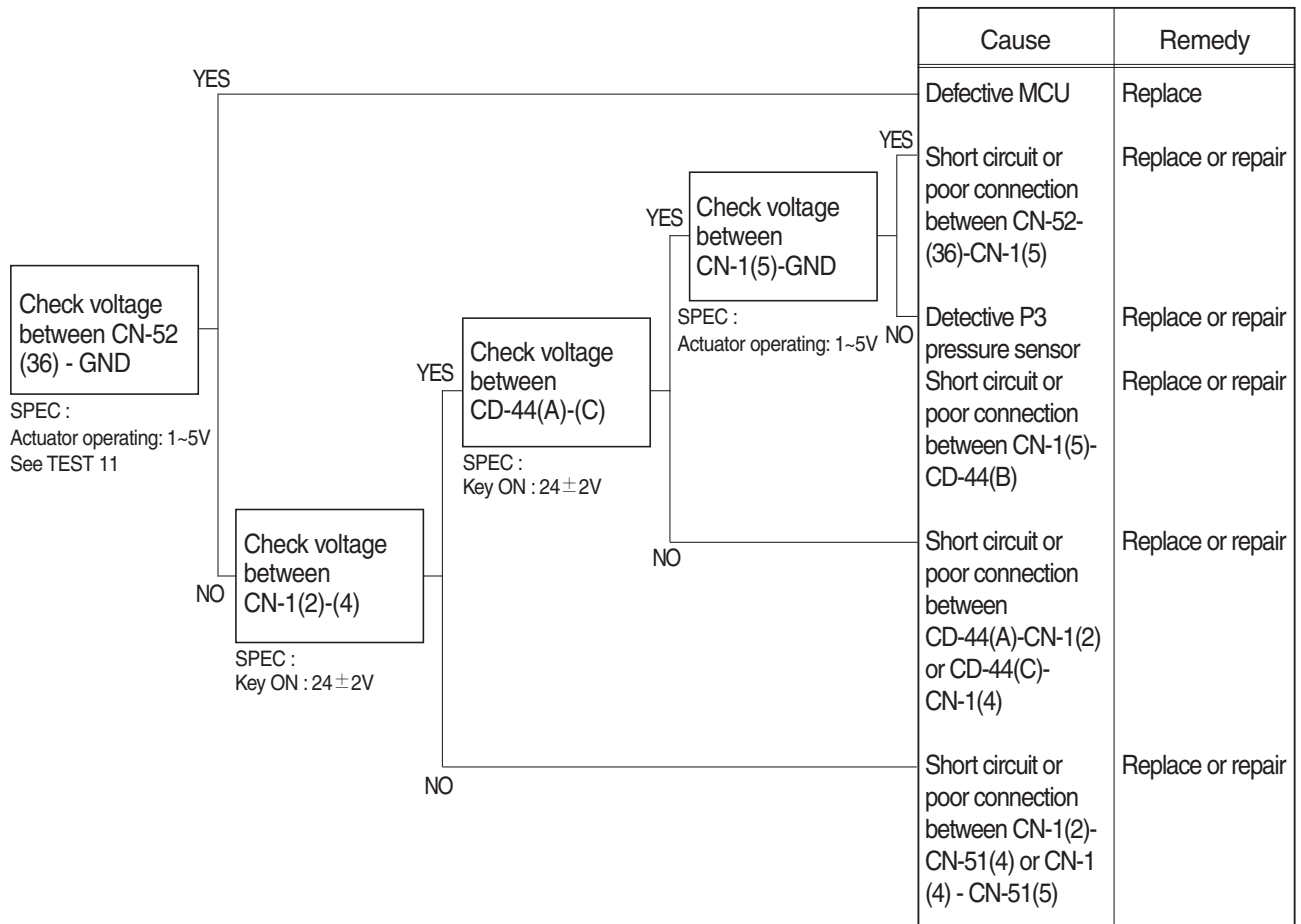 Check voltage
between CN-52
(36) - GND
SPEC :
Actuator operating: 1~5V
See TEST 11
YES
NO
Check voltage
between
CN-1(2)-(4)
SPEC :
Key ON : 24±2V
YES
NO
Check voltage
between
CD-44(A)-(C)
SPEC :
Key ON : 24±2V
YES
NO
Check voltage
between
CN-1(5)-GND
SPEC :
Actuator operating: 1~5V
YES
NO
Cause
Remedy
Defective MCU
Replace
Short circuit or
poor connection
between CN-52-
(36)-CN-1(5)
Replace or repair
Detective P3
pressure sensor
Replace or repair
Short circuit or
poor connection
between CN-1(5)-
CD-44(B)
Replace or repair
Short circuit or
poor connection
between
CD-44(A)-CN-1(2)
or CD-44(C)-
CN-1(4)
Replace or repair
Short circuit or
poor connection
between CN-1(2)-
CN-51(4) or CN-1
(4) - CN-51(5)
Replace or repair